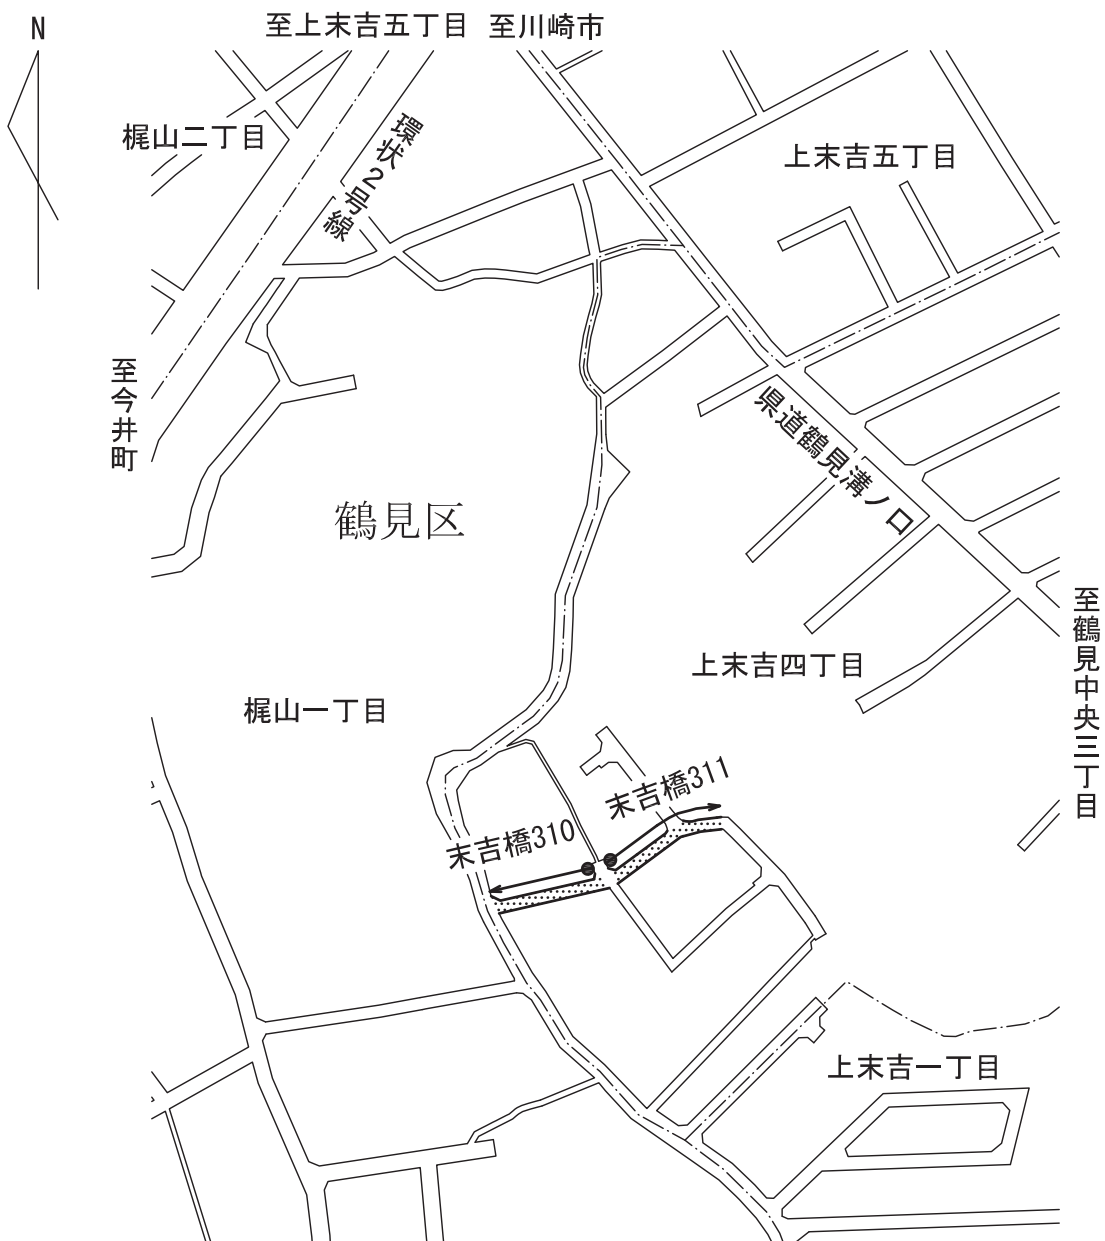 N
至上末吉五丁目
至川崎市
梶山二丁目
環状2号線
上末吉五丁目
至今井町
県道鶴見溝ノ口
鶴見区
至鶴見中央三丁目
上末吉四丁目
梶山一丁目
末吉橋311
末吉橋310
上末吉一丁目